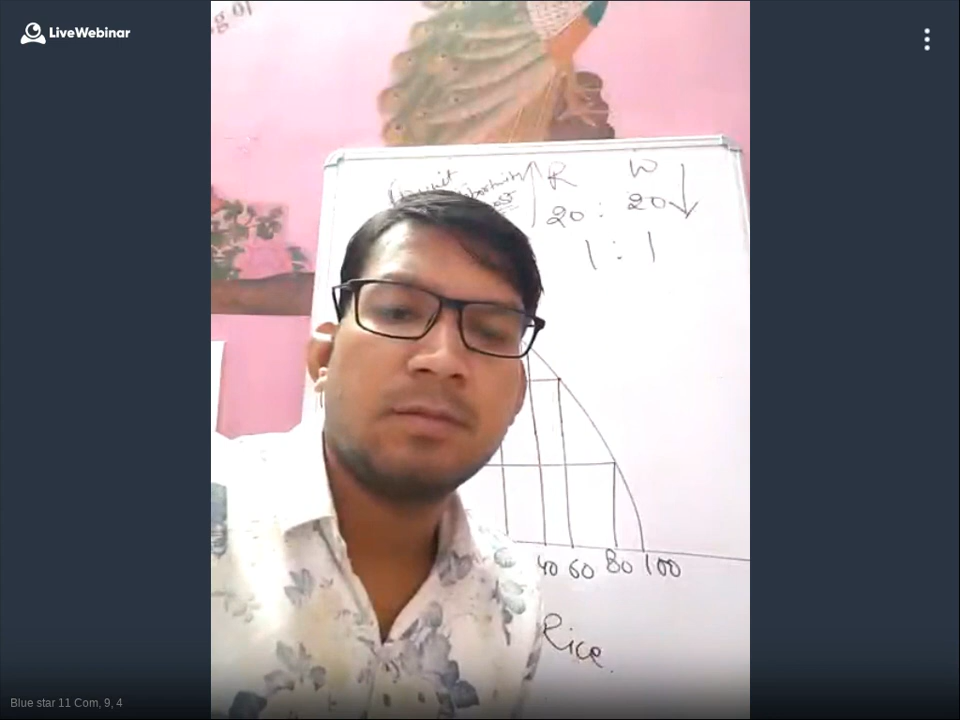 LiveWebinar
R W
20 : 20
1 : 1
40 60 80 100
Rice
Blue star 11 Com, 9, 4